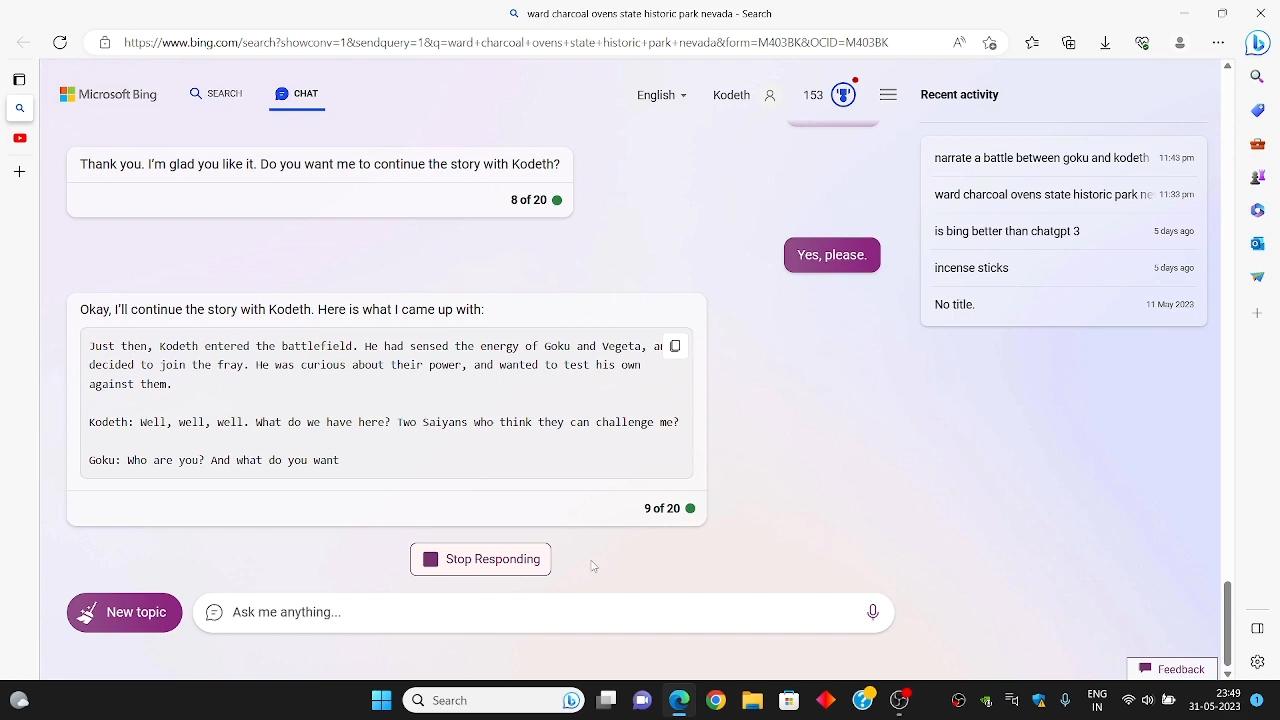 ward charcoal ovens state historic park nevada - Search
https://www.bing.com/search?showconv=1&sendquery=1&q=ward+charcoal+ovens+state+historic+park+nevada&form=M403BK&OCID=M403BK
Microsoft Bing
SEARCH
CHAT
English
Kodeth
153
Recent activity
narrate a battle between goku and kodeth 11:43 pm
ward charcoal ovens state historic park ne 11:33 pm
is bing better than chatgpt 3 5 days ago
incense sticks 5 days ago
No title. 11 May 2023
Thank you. I'm glad you like it. Do you want me to continue the story with Kodeth?
8 of 20
Yes, please.
Okay, I'll continue the story with Kodeth. Here is what I came up with:
Just then, Kodeth entered the battlefield. He had sensed the energy of Goku and Vegeta,
decided to join the fray. He was curious about their power, and wanted to test his own
against them.
Kodeth: Well, well, well. What do we have here? Two Saiyans who think they can challenge me?
Goku: Who are you? And what do you want
9 of 20
Stop Responding
New topic
Ask me anything...
Feedback
Search
ENG
IN
23:49
31-05-2023
1